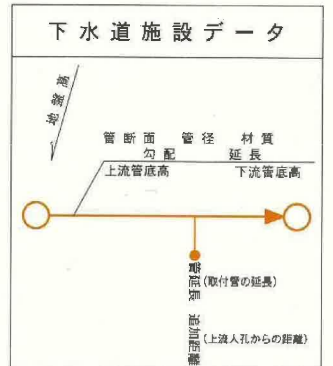 下水道施設データ
地盤高
管断面 管径 材質
勾配 延長
上流管底高 下流管底高
管延長 (取付管の延長)
追加距離 (上流人孔からの距離)